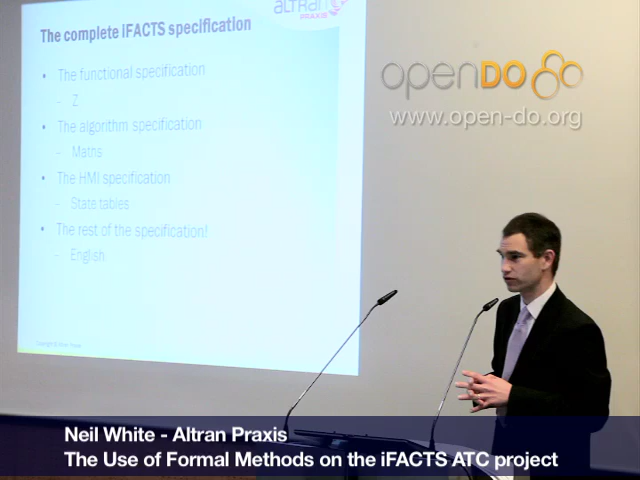 altran
PRAXIS
The complete iFACTS specification
• The functional specification
- Z
• The algorithm specification
- Maths
• The HMI specification
- State tables
• The rest of the specification!
- English
openDO
www.open-do.org
Neil White - Altran Praxis
The Use of Formal Methods on the iFACTS ATC project